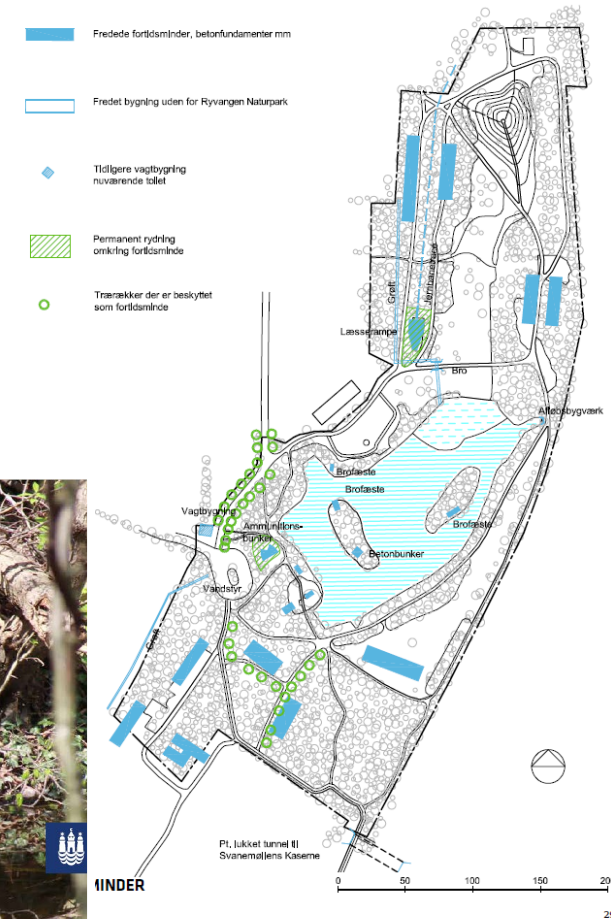 Fredede fortidsminder, betonfundamenter mm
Fredet bygning uden for Ryvangen Naturpark
Tidligere vagtbygning
nuværende toilet
Permanent rydning
omkring fortidsminde
Trærækker der er beskyttet
som fortidsminde
Grøft
Jernbanetracé
Læsserampe
Bro
Afløbsbygværk
Brofæste
Brofæste
Brofæste
Vagtbygning
Ammunitions-
bunker
Betonbunker
Vandstyr
Grøft
Pt. lukket tunnel til
Svanemøllens Kaserne
MINDER
0 50 100 150 20